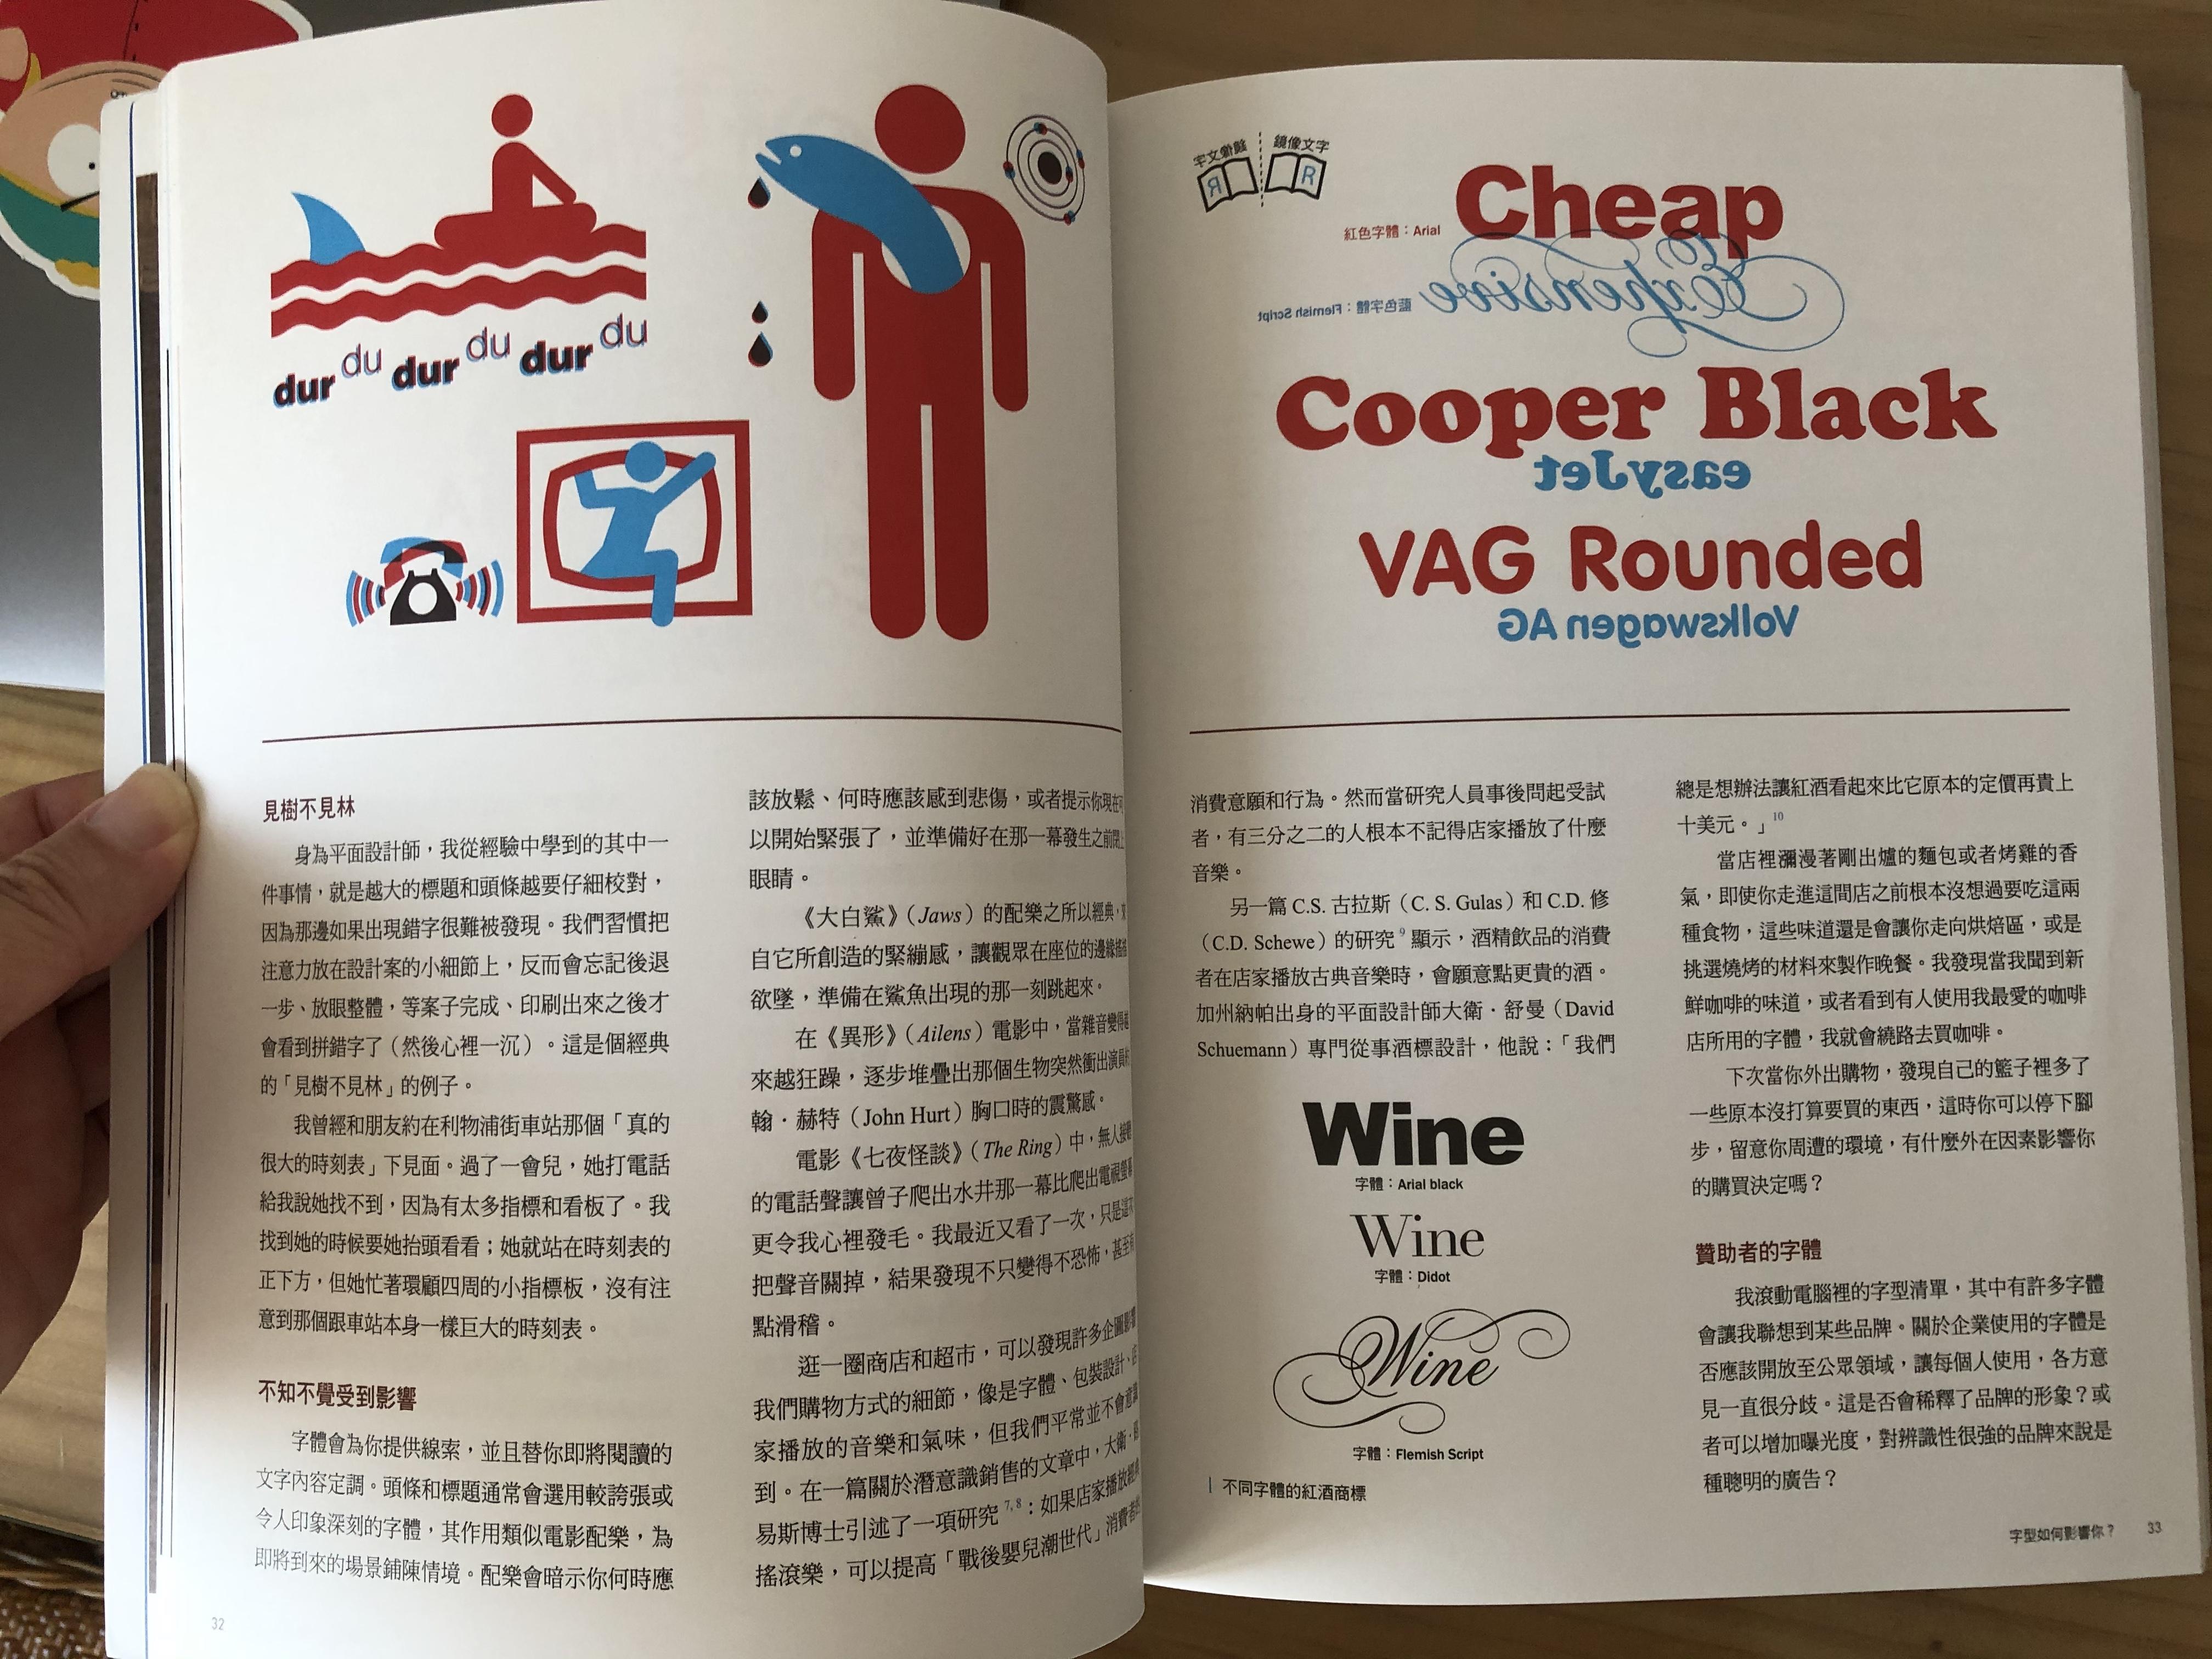 dur du dur du dur du
見樹不見林
身為平面設計師，我從經驗中學到的其中一
件事情，就是越大的標題和頭條越要仔細校對，
因為那邊如果出現錯字很難被發現。我們習慣把
注意力放在設計案的小細節上，反而會忘記後退
一步、放眼整體，等案子完成、印刷出來之後才
會看到拼錯字了（然後心裡一沉）。這是個經典
的「見樹不見林」的例子。
我曾經和朋友約在利物浦街車站那個「真的
很大的時刻表」下見面。過了一會兒，她打電話
給我說她找不到，因為有太多指標和看板了。我
找到她的時候要她抬頭看看；她就站在時刻表的
正下方，但她忙著環顧四周的小指標板，沒有注
意到那個跟車站本身一樣巨大的時刻表。
不知不覺受到影響
字體會為你提供線索，並且替你即將閱讀的
文字內容定調。頭條和標題通常會選用較誇張或
令人印象深刻的字體，其作用類似電影配樂，為
即將到來的場景鋪陳情境。配樂會暗示你何時應
32
該放鬆、何時應該感到悲傷，或者提示你現在可
以開始緊張了，並準備好在那一幕發生之前閉上
眼睛。
《大白鯊》（Jaws）的配樂之所以經典，
自它所創造的緊繃感，讓觀眾在座位的邊緣搖搖
欲墜，準備在鯊魚出現的那一刻跳起來。
在《異形》（Ailens）電影中，當雜音變得越
來越狂躁，逐步堆疊出那個生物突然衝出演員
翰．赫特（John Hurt）胸口時的震驚感。
電影《七夜怪談》（The Ring）中，無人接聽
的電話聲讓曾子爬出水井那一幕比爬出電視螢幕
更令我心裡發毛。我最近又看了一次，只是這次
把聲音關掉，結果發現不只變得不恐怖，甚至有
點滑稽。
逛一圈商店和超市，可以發現許多企圖影響
我們購物方式的細節，像是字體、包裝設計、店
家播放的音樂和氣味，但我們平常並不會意識
到。在一篇關於潛意識銷售的文章中，大衛．
易斯博士引述了一項研究 7, 8：如果店家播放經典
搖滾樂，可以提高「戰後嬰兒潮世代」消費者的
鏡像文字 鏡像文字
R R
紅色字體：Arial Cheap
藍色字體：Flemish Script Expensive
Cooper Black
easyJet
VAG Rounded
Volkswagen AG
消費意願和行為。然而當研究人員事後問起受試
者，有三分之二的人根本不記得店家播放了什麼
音樂。
另一篇 C.S. 古拉斯（C. S. Gulas）和 C.D. 修
（C.D. Schewe）的研究 9 顯示，酒精飲品的消費
者在店家播放古典音樂時，會願意點更貴的酒。
加州納帕出身的平面設計師大衛．舒曼（David
Schuemann）專門從事酒標設計，他說：「我們
Wine
字體：Arial black
Wine
字體：Didot
Wine
字體：Flemish Script
| 不同字體的紅酒商標
總是想辦法讓紅酒看起來比它原本的定價再貴上
十美元。」10
當店裡瀰漫著剛出爐的麵包或者烤雞的香
氣，即使你走進這間店之前根本沒想過要吃這兩
種食物，這些味道還是會讓你走向烘焙區，或是
挑選燒烤的材料來製作晚餐。我發現當我聞到新
鮮咖啡的味道，或者看到有人使用我最愛的咖啡
店所用的字體，我就會繞路去買咖啡。
下次當你外出購物，發現自己的籃子裡多了
一些原本沒打算要買的東西，這時你可以停下腳
步，留意你周遭的環境，有什麼外在因素影響你
的購買決定嗎？
贊助者的字體
我滾動電腦裡的字型清單，其中有許多字體
會讓我聯想到某些品牌。關於企業使用的字體是
否應該開放至公眾領域，讓每個人使用，各方意
見一直很分歧。這是否會稀釋了品牌的形象？或
者可以增加曝光度，對辨識性很強的品牌來說是
種聰明的廣告？
字型如何影響你？ 33